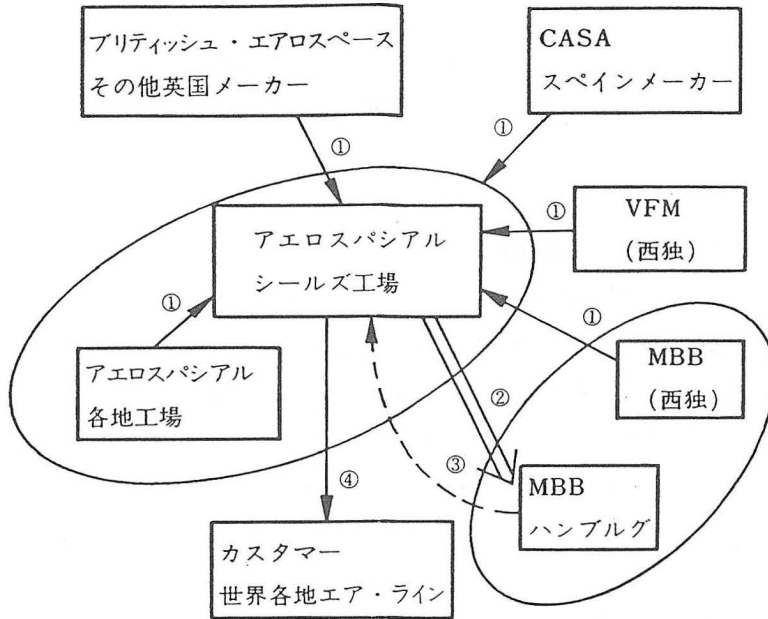 ブリティッシュ・エアロスペース
その他英国メーカー
CASA
スペインメーカー
①
①
アエロスパシアル
シールズ工場
①
VFM
(西独)
①
アエロスパシアル
各地工場
①
MBB
(西独)
②
③
④
MBB
ハンブルグ
カスタマー
世界各地エア・ライン